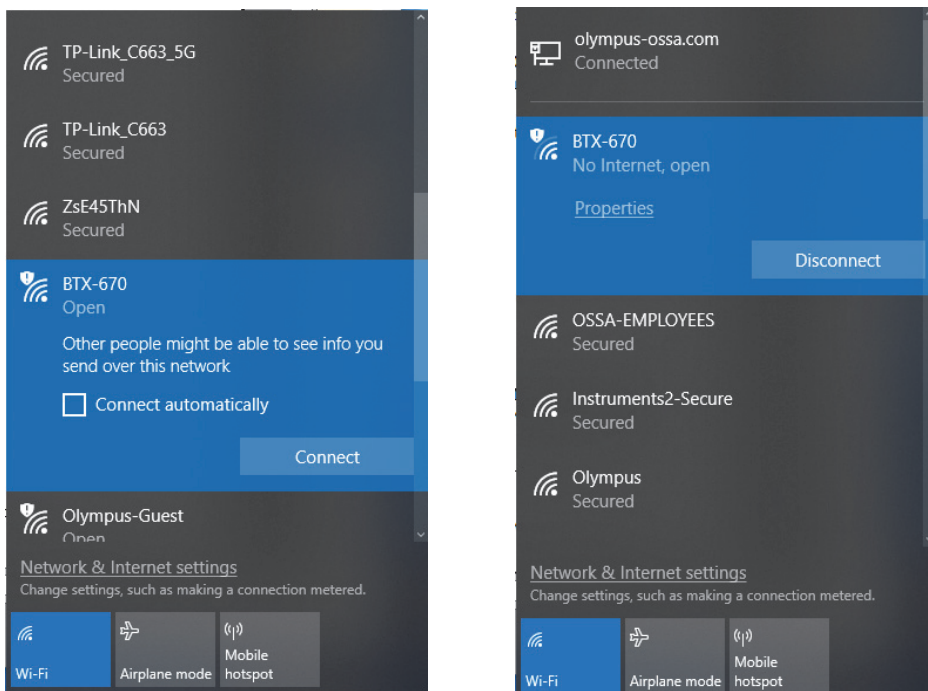 TP-Link_C663_5G
Secured
TP-Link_C663
Secured
ZsE45ThN
Secured
BTX-670
Open
Other people might be able to see info you
send over this network
Connect automatically
Connect
Olympus-Guest
Open
Network & Internet settings
Change settings, such as making a connection metered.
Wi-Fi
Airplane mode
Mobile
hotspot
olympus-ossa.com
Connected
BTX-670
No Internet, open
Properties
Disconnect
OSSA-EMPLOYEES
Secured
Instruments2-Secure
Secured
Olympus
Secured
Network & Internet settings
Change settings, such as making a connection metered.
Wi-Fi
Airplane mode
Mobile
hotspot